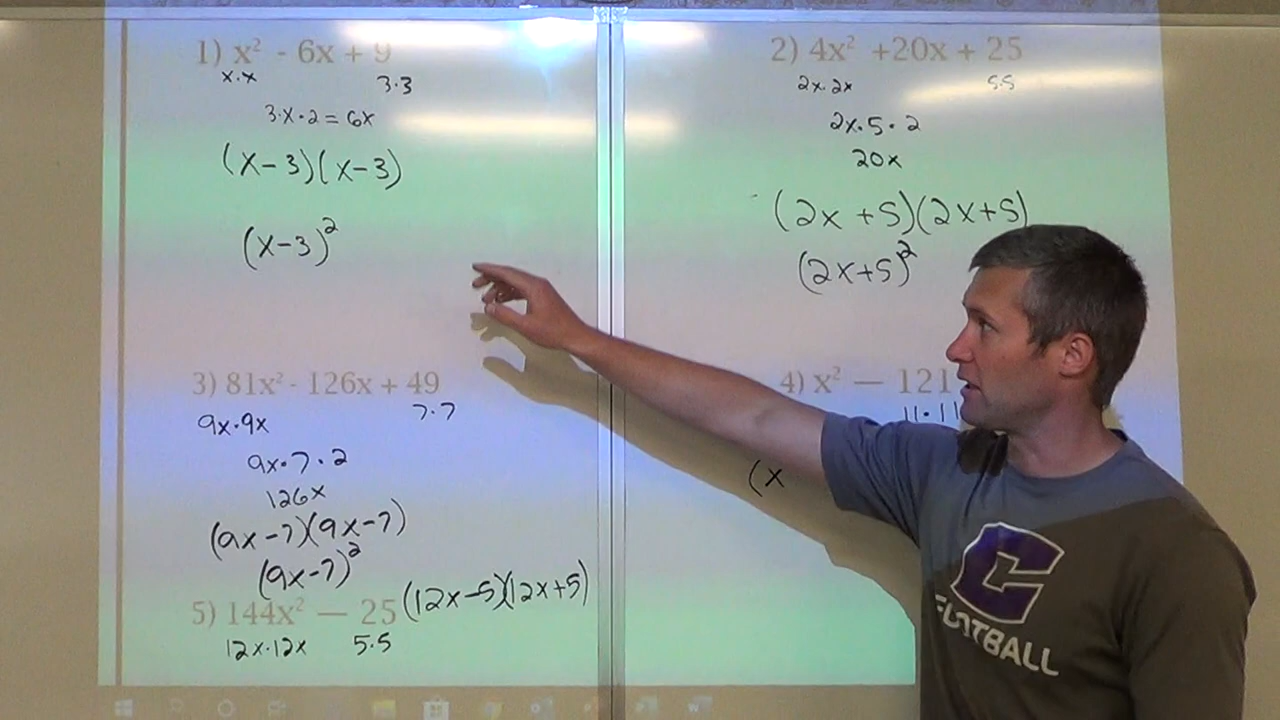 1) x² - 6x + 9
x·x 3·3
3·x·2 = 6x
(x-3)(x-3)
(x-3)²
2) 4x² +20x + 25
2x·2x 5·5
2x·5·2
20x
(2x+5)(2x+5)
(2x+5)²
3) 81x² - 126x + 49
9x·9x 7·7
9x·7·2
126x
(9x-7)(9x-7)
(9x-7)²
4) x² — 121
11·11
(x
5) 144x² — 25 (12x-5)(12x+5)
12x·12x 5·5
C
FOOTBALL